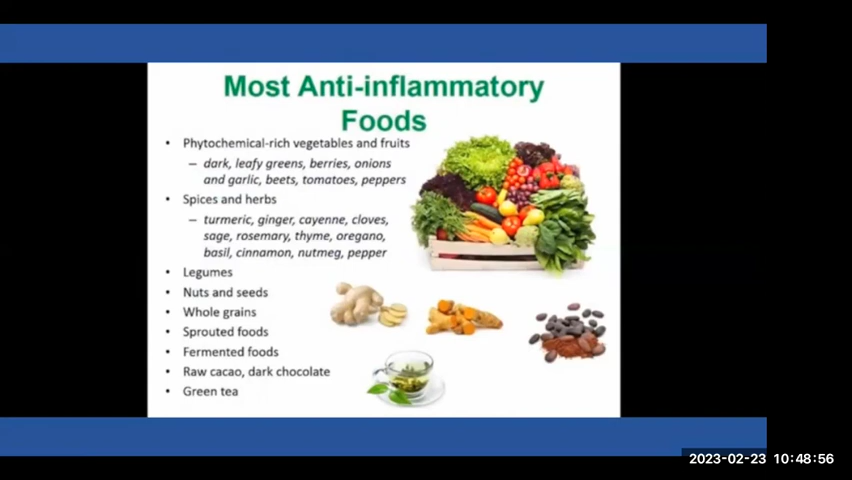 Most Anti-inflammatory
Foods
• Phytochemical-rich vegetables and fruits
– dark, leafy greens, berries, onions
and garlic, beets, tomatoes, peppers
• Spices and herbs
– turmeric, ginger, cayenne, cloves,
sage, rosemary, thyme, oregano,
basil, cinnamon, nutmeg, pepper
• Legumes
• Nuts and seeds
• Whole grains
• Sprouted foods
• Fermented foods
• Raw cacao, dark chocolate
• Green tea
2023-02-23 10:48:56